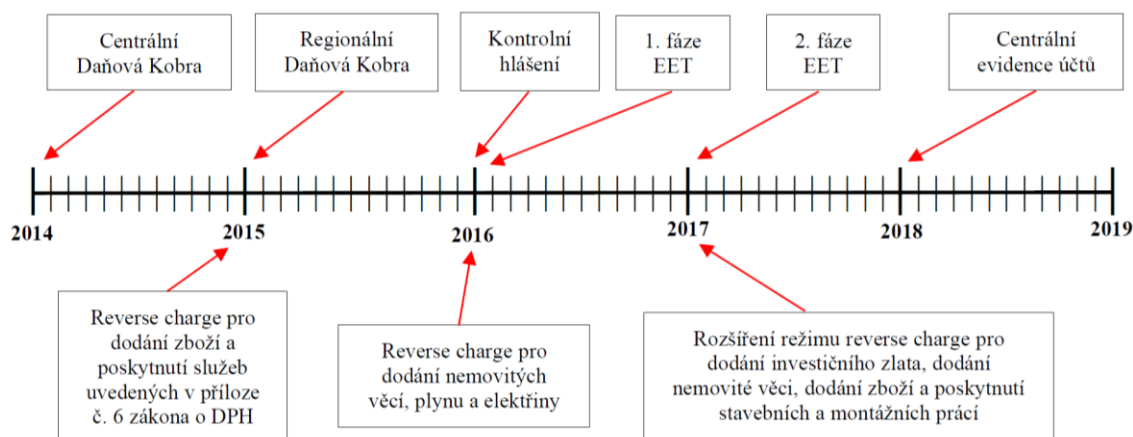 Centrální
Daňová Kobra
Regionální
Daňová Kobra
Kontrolní
hlášení
1. fáze
EET
2. fáze
EET
Centrální
evidence účtů
2014
2015
2016
2017
2018
2019
Reverse charge pro
dodání zboží a
poskytnutí služeb
uvedených v příloze
č. 6 zákona o DPH
Reverse charge pro
dodání nemovitých
věcí, plynu a elektřiny
Rozšíření režimu reverse charge pro
dodání investičního zlata, dodání
nemovité věci, dodání zboží a poskytnutí
stavebních a montážních prácí